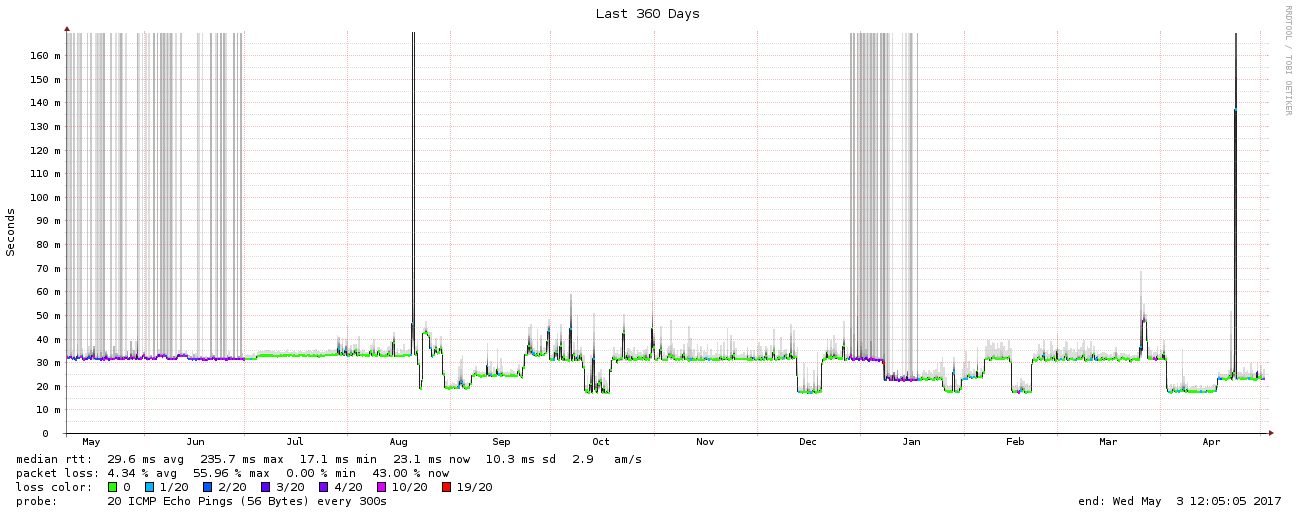 Last 360 Days
RRDTOOL / TOBI OETIKER
Seconds
160 m
150 m
140 m
130 m
120 m
110 m
100 m
90 m
80 m
70 m
60 m
50 m
40 m
30 m
20 m
10 m
0
May Jun Jul Aug Sep Oct Nov Dec Jan Feb Mar Apr
median rtt: 29.6 ms avg 235.7 ms max 17.1 ms min 23.1 ms now 10.3 ms sd 2.9 am/s
packet loss: 4.34 % avg 55.96 % max 0.00 % min 43.00 % now
loss color: 0 1/20 2/20 3/20 4/20 10/20 19/20
probe: 20 ICMP Echo Pings (56 Bytes) every 300s end: Wed May 3 12:05:05 2017